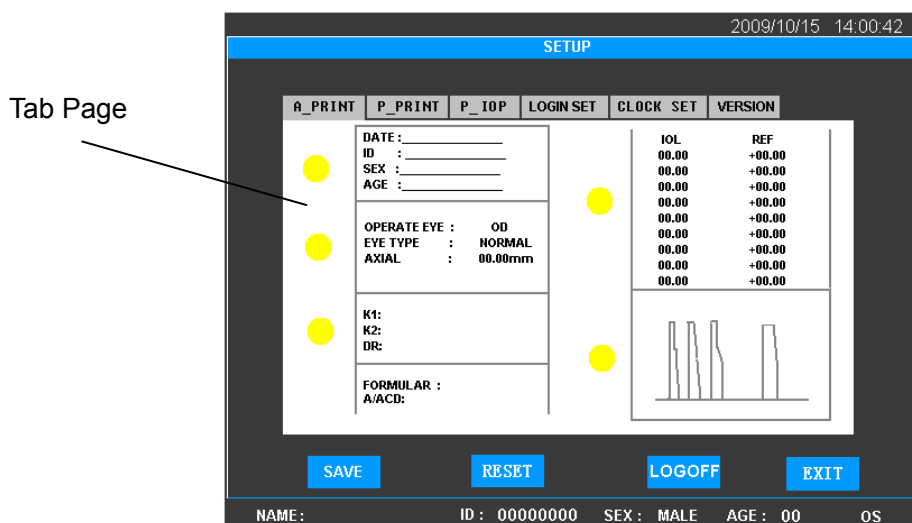 2009/10/15 14:00:42
SETUP
Tab Page
A_PRINT P_PRINT P_IOP LOGIN SET CLOCK SET VERSION
DATE :
ID :
SEX :
AGE :
OPERATE EYE : OD
EYE TYPE : NORMAL
AXIAL : 00.00mm
K1:
K2:
DR:
FORMULAR :
A/ACD:
IOL REF
00.00 +00.00
00.00 +00.00
00.00 +00.00
00.00 +00.00
00.00 +00.00
00.00 +00.00
00.00 +00.00
00.00 +00.00
00.00 +00.00
SAVE RESET LOGOFF EXIT
NAME: ID : 00000000 SEX : MALE AGE : 00 OS